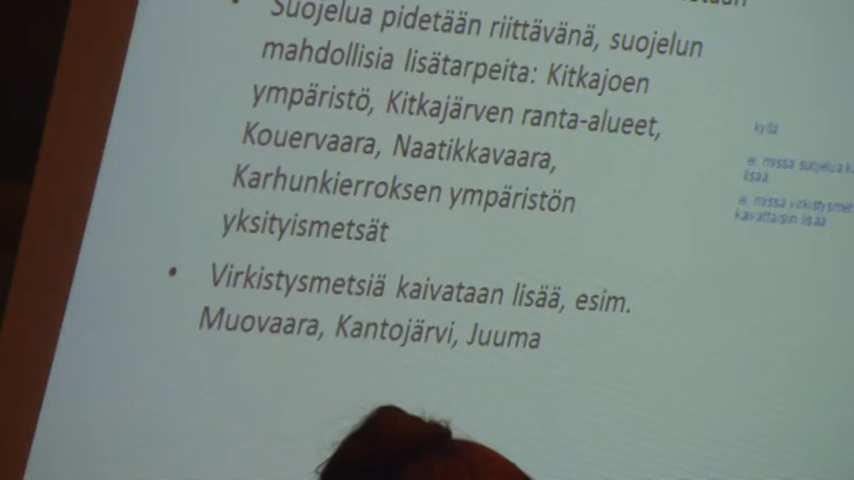 • Suojelua pidetään riittävänä, suojelun
mahdollisia lisätarpeita: Kitkajoen
ympäristö, Kitkajärven ranta-alueet,
Kouervaara, Naatikkavaara,
Karhunkierroksen ympäristön
yksityismetsät
• Virkistysmetsiä kaivataan lisää, esim.
Muovaara, Kantojärvi, Juuma
kyllä
ei, missä suojelua
lisää
ei, missä
kaivattaisiin lisää